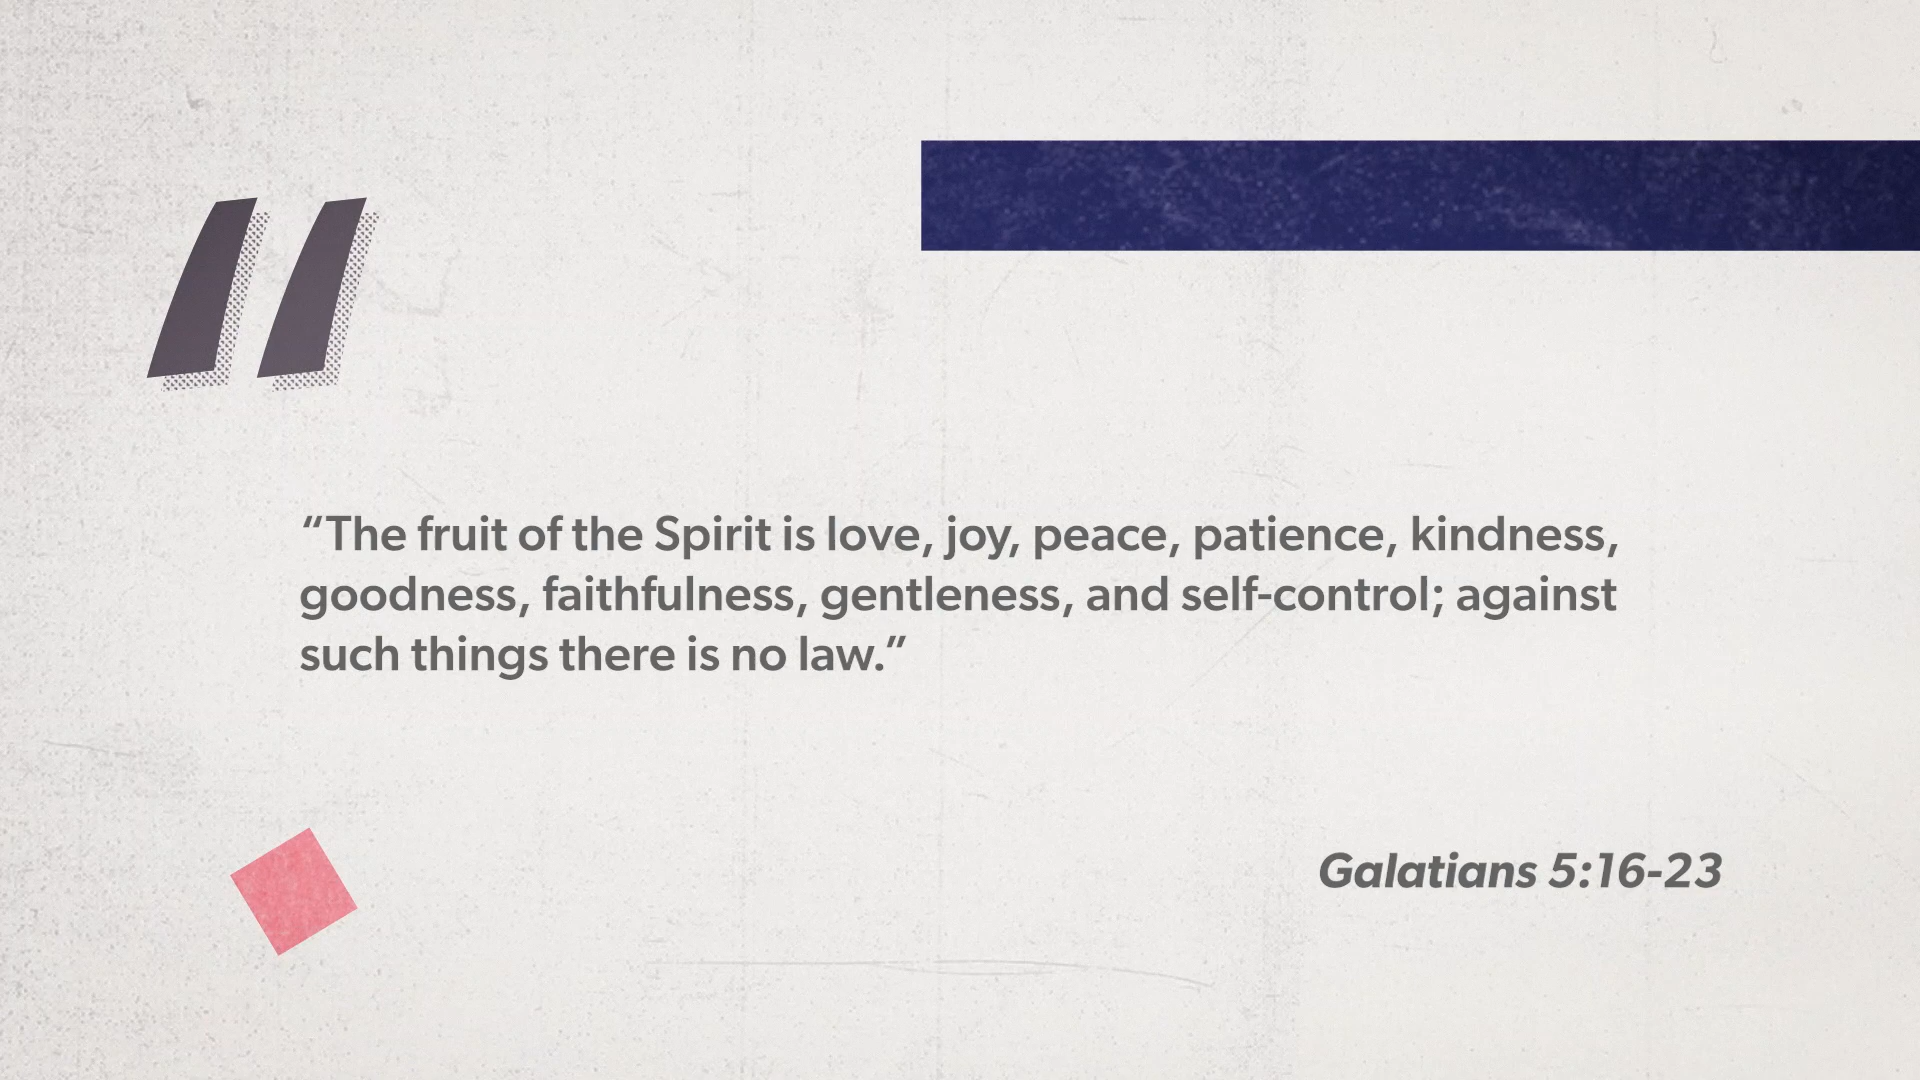 “The fruit of the Spirit is love, joy, peace, patience, kindness,
goodness, faithfulness, gentleness, and self-control; against
such things there is no law.”
Galatians 5:16-23